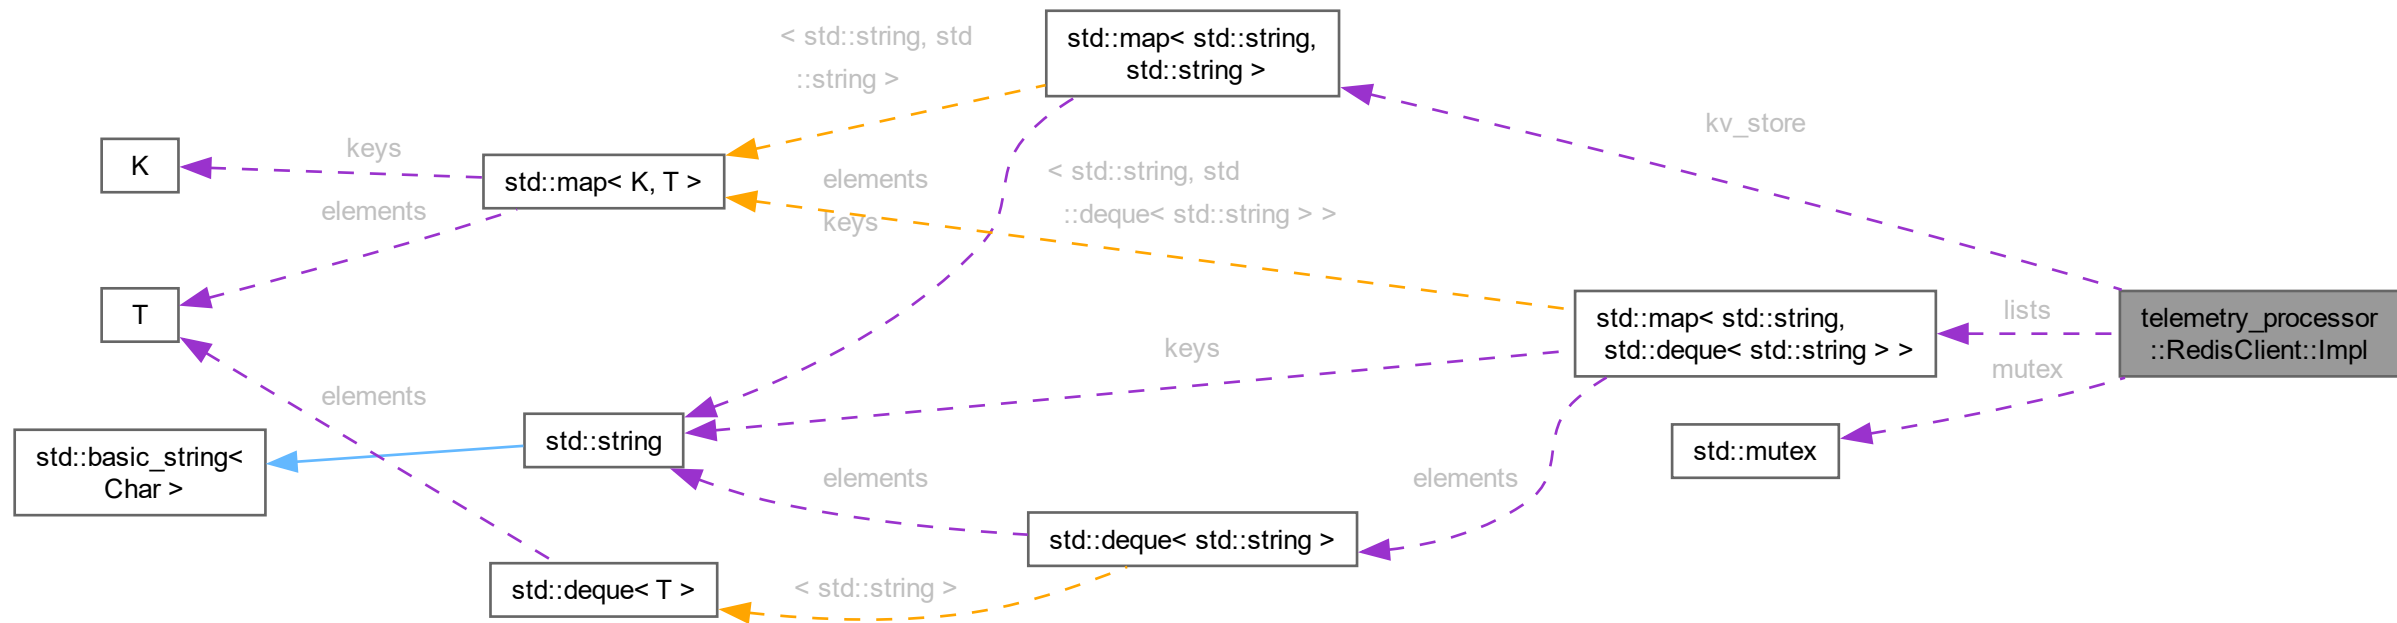 < std::string, std
::string >
std::map< std::string,
std::string >
kv_store
K
keys
std::map< K, T >
elements
elements
keys
< std::string, std
::deque< std::string > >
T
std::map< std::string,
std::deque< std::string > >
lists
telemetry_processor
::RedisClient::Impl
keys
mutex
elements
std::basic_string<
Char >
std::string
std::mutex
elements
elements
std::deque< std::string >
std::deque< T >
< std::string >